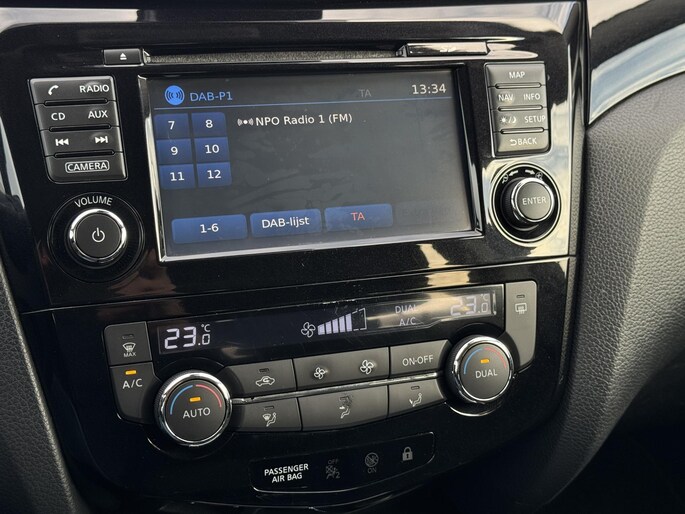 DAB-P1 TA 13:34
7 8 NPO Radio 1 (FM)
9 10
11 12
1-6 DAB-lijst TA
RADIO
CD AUX
CAMERA
VOLUME
MAP
NAV INFO
SETUP
BACK
ENTER
23.0 °C DUAL A/C 23.0 °C
MAX
A/C
AUTO
ON·OFF
DUAL
PASSENGER
AIR BAG
OFF
2
ON